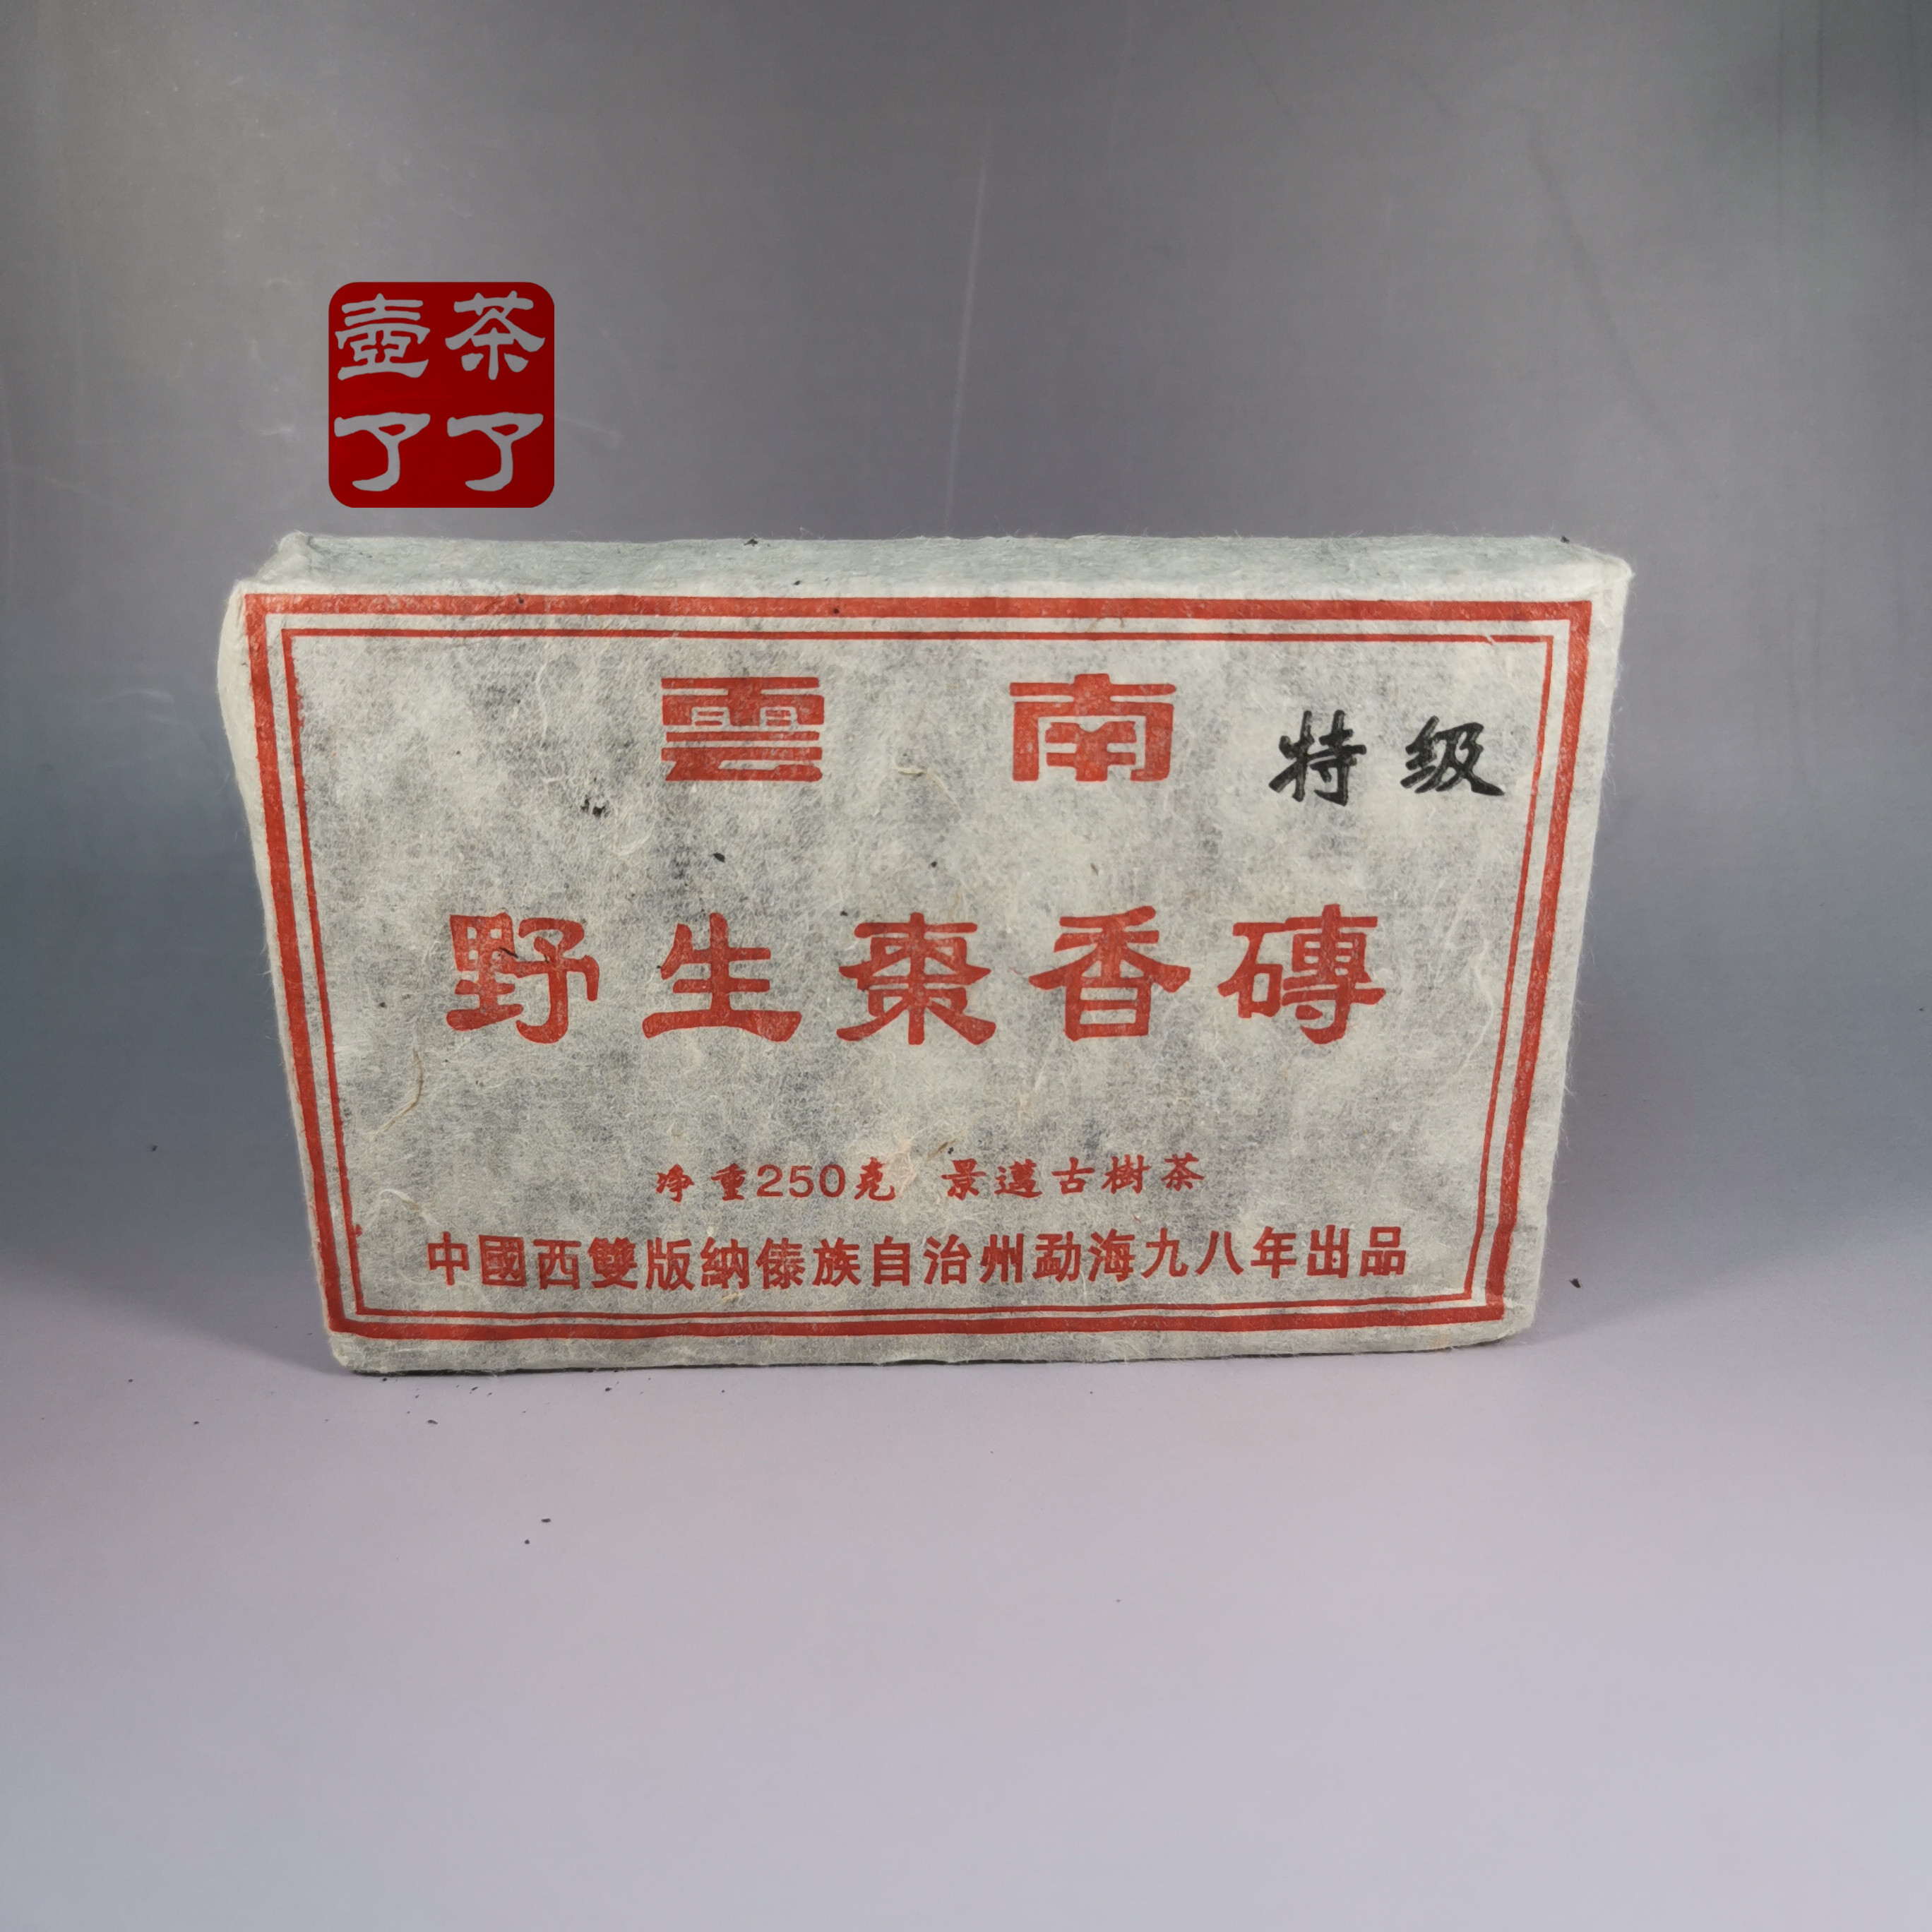 茶壺
了了
雲南
特级
野生棗香磚
净重250克 景邁古樹茶
中國西雙版納傣族自治州勐海九八年出品